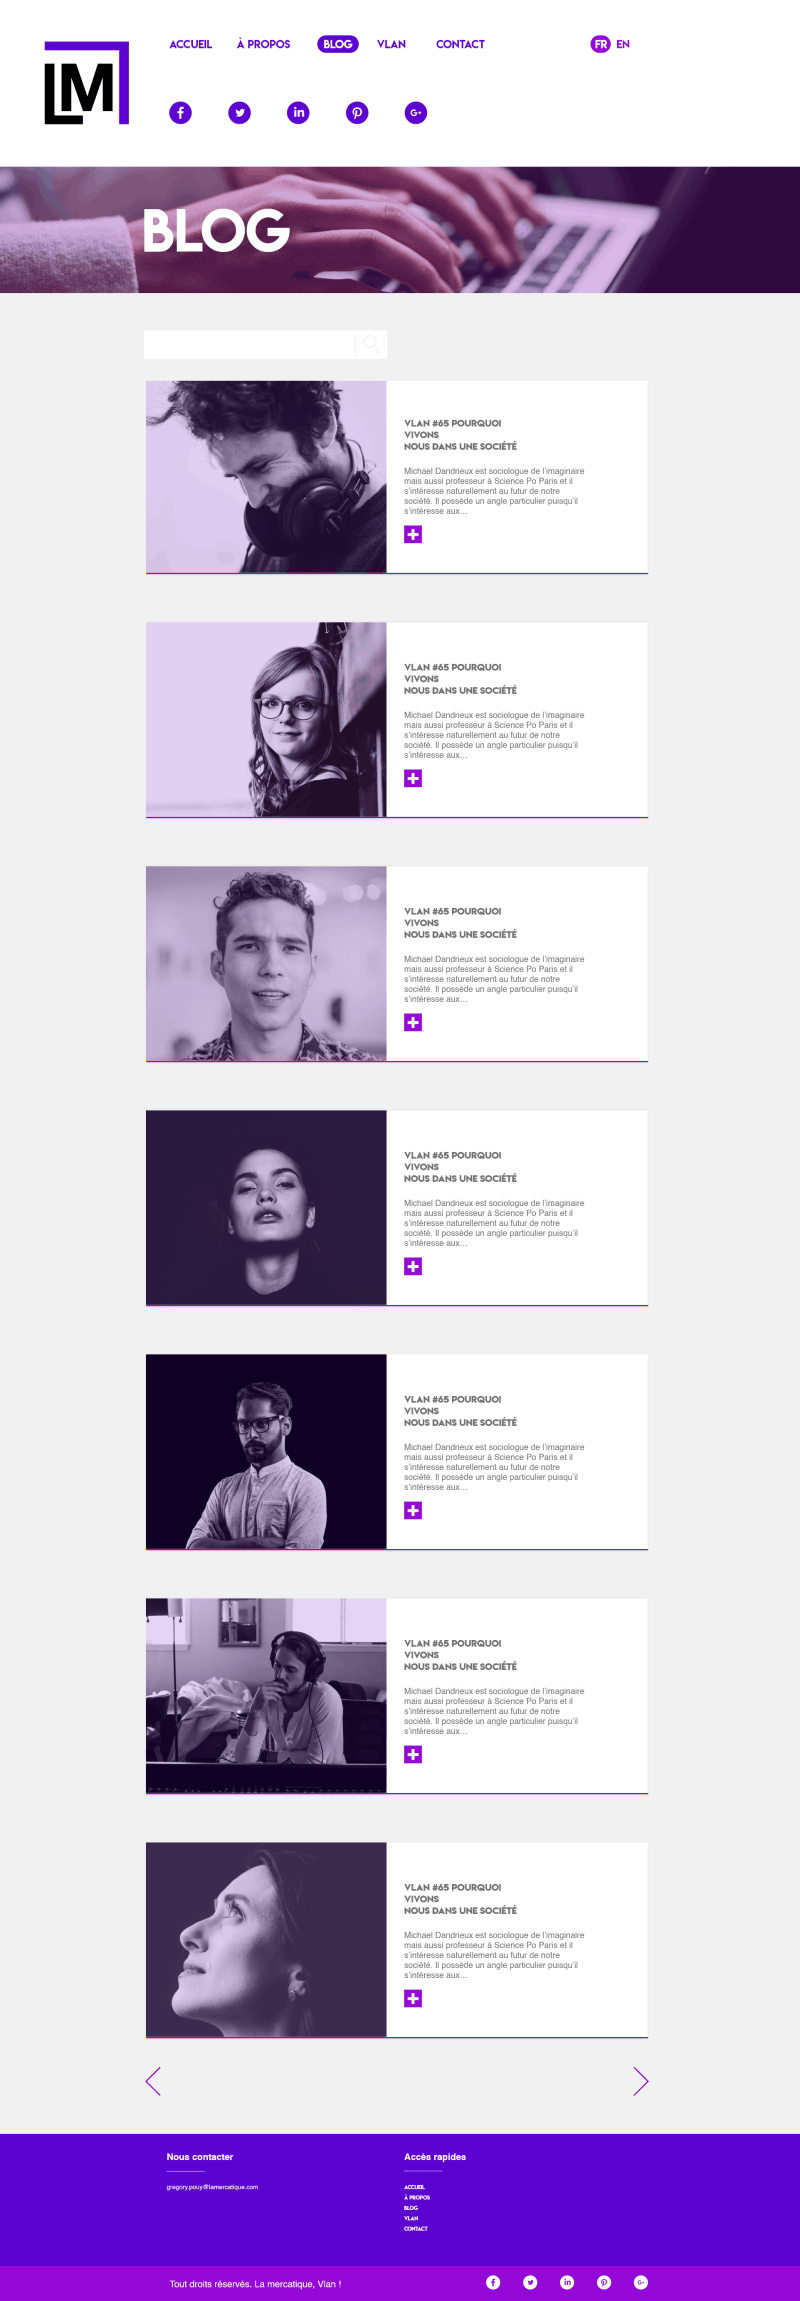 LM
ACCUEIL À PROPOS BLOG VLAN CONTACT FR EN
BLOG
VLAN #65 POURQUOI
VIVONS
NOUS DANS UNE SOCIÉTÉ
Michael Dandrieux est sociologue de l'imaginaire
mais aussi professeur à Science Po Paris et il
s'intéresse naturellement au futur de notre
société. Il possède un angle particulier puisqu'il
s'intéresse aux...
VLAN #65 POURQUOI
VIVONS
NOUS DANS UNE SOCIÉTÉ
Michael Dandrieux est sociologue de l'imaginaire
mais aussi professeur à Science Po Paris et il
s'intéresse naturellement au futur de notre
société. Il possède un angle particulier puisqu'il
s'intéresse aux...
VLAN #65 POURQUOI
VIVONS
NOUS DANS UNE SOCIÉTÉ
Michael Dandrieux est sociologue de l'imaginaire
mais aussi professeur à Science Po Paris et il
s'intéresse naturellement au futur de notre
société. Il possède un angle particulier puisqu'il
s'intéresse aux...
VLAN #65 POURQUOI
VIVONS
NOUS DANS UNE SOCIÉTÉ
Michael Dandrieux est sociologue de l'imaginaire
mais aussi professeur à Science Po Paris et il
s'intéresse naturellement au futur de notre
société. Il possède un angle particulier puisqu'il
s'intéresse aux...
VLAN #65 POURQUOI
VIVONS
NOUS DANS UNE SOCIÉTÉ
Michael Dandrieux est sociologue de l'imaginaire
mais aussi professeur à Science Po Paris et il
s'intéresse naturellement au futur de notre
société. Il possède un angle particulier puisqu'il
s'intéresse aux...
VLAN #65 POURQUOI
VIVONS
NOUS DANS UNE SOCIÉTÉ
Michael Dandrieux est sociologue de l'imaginaire
mais aussi professeur à Science Po Paris et il
s'intéresse naturellement au futur de notre
société. Il possède un angle particulier puisqu'il
s'intéresse aux...
VLAN #65 POURQUOI
VIVONS
NOUS DANS UNE SOCIÉTÉ
Michael Dandrieux est sociologue de l'imaginaire
mais aussi professeur à Science Po Paris et il
s'intéresse naturellement au futur de notre
société. Il possède un angle particulier puisqu'il
s'intéresse aux...
Nous contacter
gregory.pouy@lamercatique.com
Accès rapides
ACCUEIL
À PROPOS
BLOG
VLAN
CONTACT
Tout droits réservés. La mercatique, Vlan !